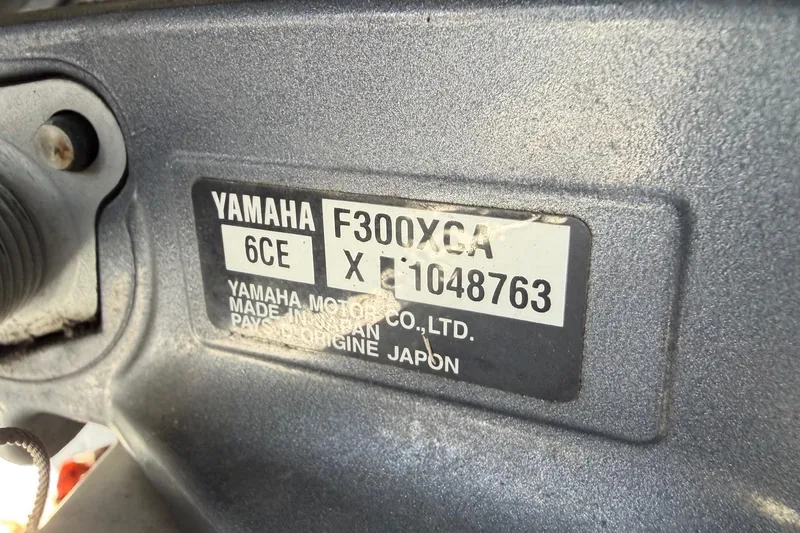 YAMAHA F300XCA
6CE X 1048763
YAMAHA MOTOR CO.,LTD.
MADE IN JAPAN
PAYS D'ORIGINE JAPON